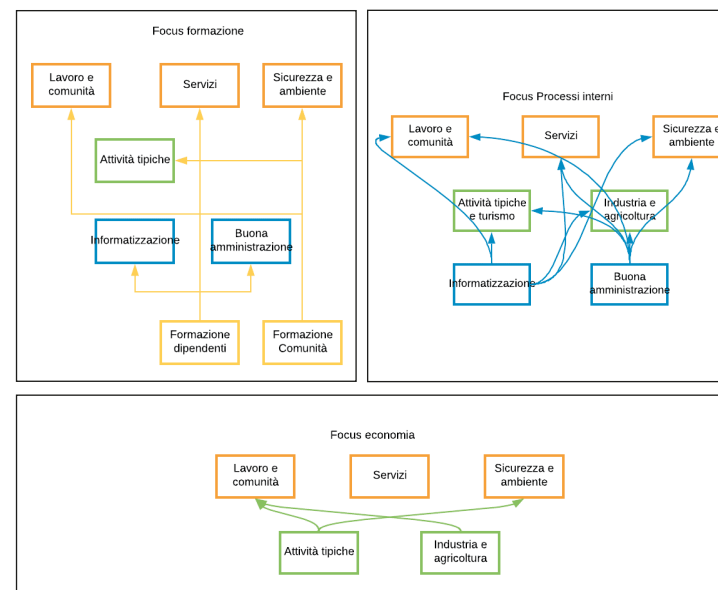 Focus formazione
Lavoro e
comunità
Servizi
Sicurezza e
ambiente
Attività tipiche
Informatizzazione
Buona
amministrazione
Formazione
dipendenti
Formazione
Comunità
Focus Processi interni
Lavoro e
comunità
Servizi
Sicurezza e
ambiente
Attività tipiche
e turismo
Industria e
agricoltura
Informatizzazione
Buona
amministrazione
Focus economia
Lavoro e
comunità
Servizi
Sicurezza e
ambiente
Attività tipiche
Industria e
agricoltura